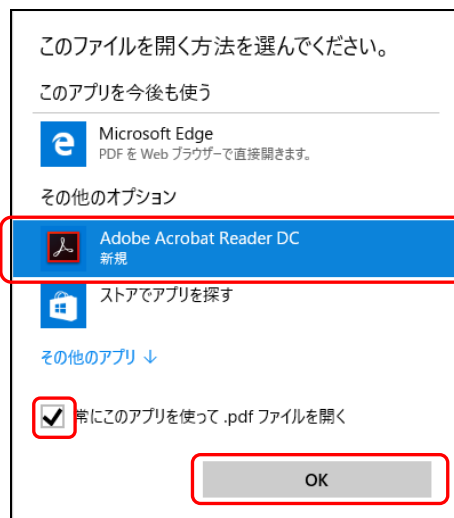 このファイルを開く方法を選んでください。
このアプリを今後も使う
Microsoft Edge
PDF を Web ブラウザーで直接開きます。
その他のオプション
Adobe Acrobat Reader DC
新規
ストアでアプリを探す
その他のアプリ ↓
常にこのアプリを使って .pdf ファイルを開く
OK